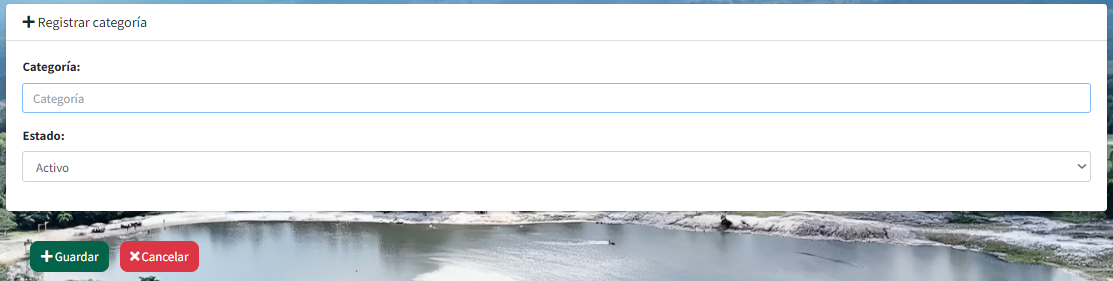 Registrar categoría
Categoría:
Categoría
Estado:
Activo
Guardar Cancelar